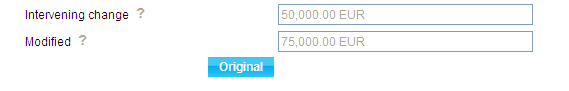 Intervening change ? 50,000.00 EUR
Modified ? 75,000.00 EUR
Original